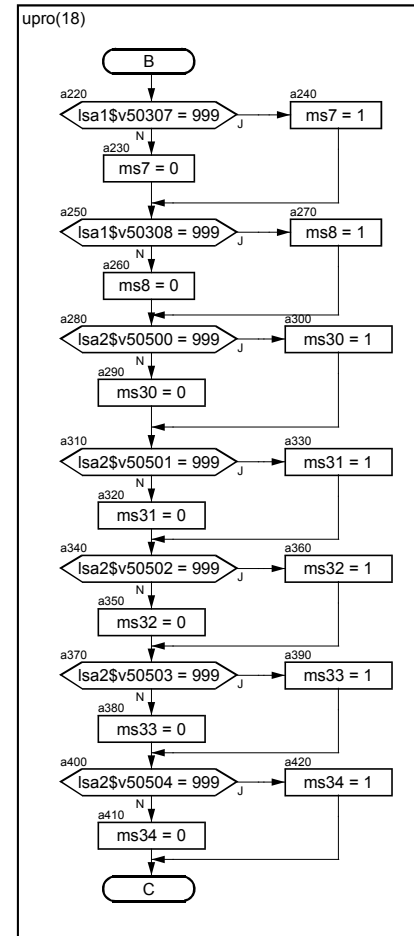 upro(18)
B
a220
lsa1$v50307 = 999
J
a240
ms7 = 1
N
a230
ms7 = 0
a250
lsa1$v50308 = 999
J
a270
ms8 = 1
N
a260
ms8 = 0
a280
lsa2$v50500 = 999
J
a300
ms30 = 1
N
a290
ms30 = 0
a310
lsa2$v50501 = 999
J
a330
ms31 = 1
N
a320
ms31 = 0
a340
lsa2$v50502 = 999
J
a360
ms32 = 1
N
a350
ms32 = 0
a370
lsa2$v50503 = 999
J
a390
ms33 = 1
N
a380
ms33 = 0
a400
lsa2$v50504 = 999
J
a420
ms34 = 1
N
a410
ms34 = 0
C